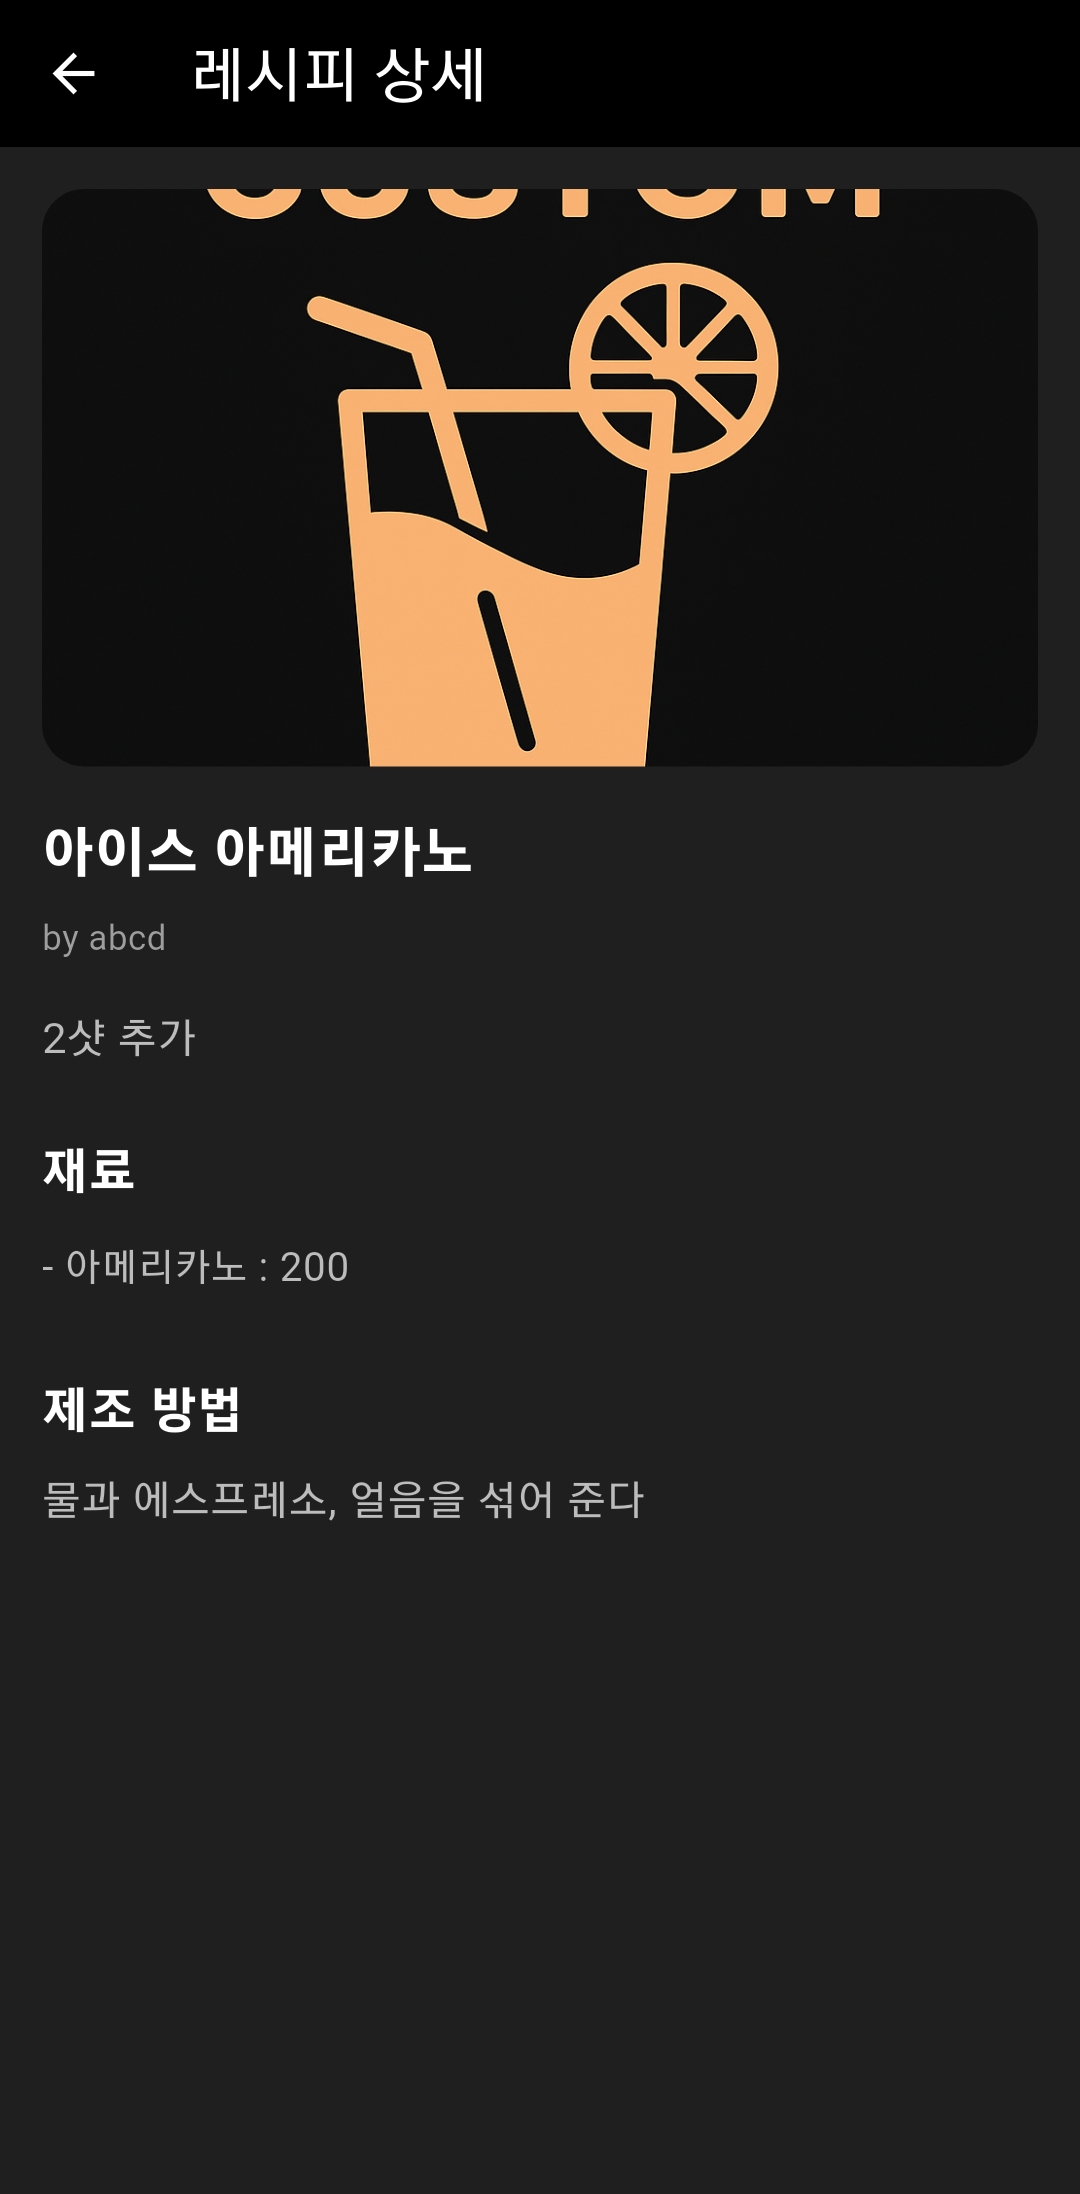 레시피 상세
CUSTOM
아이스 아메리카노
by abcd
2샷 추가
재료
- 아메리카노 : 200
제조 방법
물과 에스프레소, 얼음을 섞어 준다